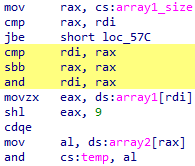 mov rax, cs:array1_size
cmp rax, rdi
jbe short loc_57C
cmp rdi, rax
sbb rax, rax
and rdi, rax
movzx eax, ds:array1[rdi]
shl eax, 9
cdqe
mov al, ds:array2[rax]
and cs:temp, al